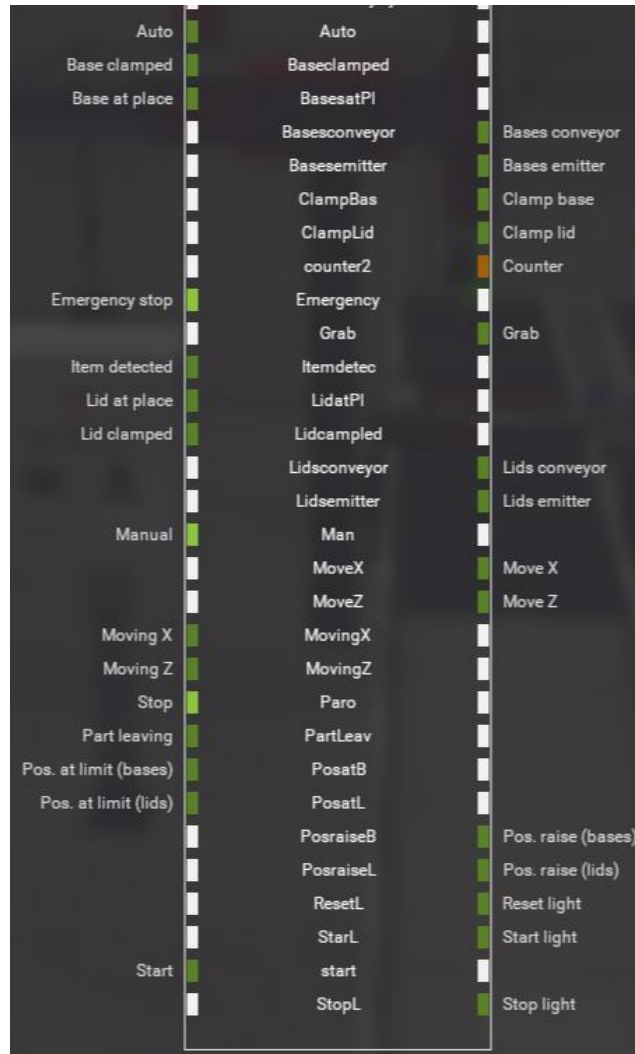 Auto Auto
Base clamped Baseclamped
Base at place BasesatPl
Basesconveyor Bases conveyor
Basesemitter Bases emitter
ClampBas Clamp base
ClampLid Clamp lid
counter2 Counter
Emergency stop Emergency
Grab Grab
Item detected Itemdetec
Lid at place LidatPl
Lid clamped Lidcampled
Lidsconveyor Lids conveyor
Lidsemitter Lids emitter
Manual Man
MoveX Move X
MoveZ Move Z
Moving X MovingX
Moving Z MovingZ
Stop Paro
Part leaving PartLeav
Pos. at limit (bases) PosatB
Pos. at limit (lids) PosatL
PosraiseB Pos. raise (bases)
PosraiseL Pos. raise (lids)
ResetL Reset light
StarL Start light
Start start
StopL Stop light